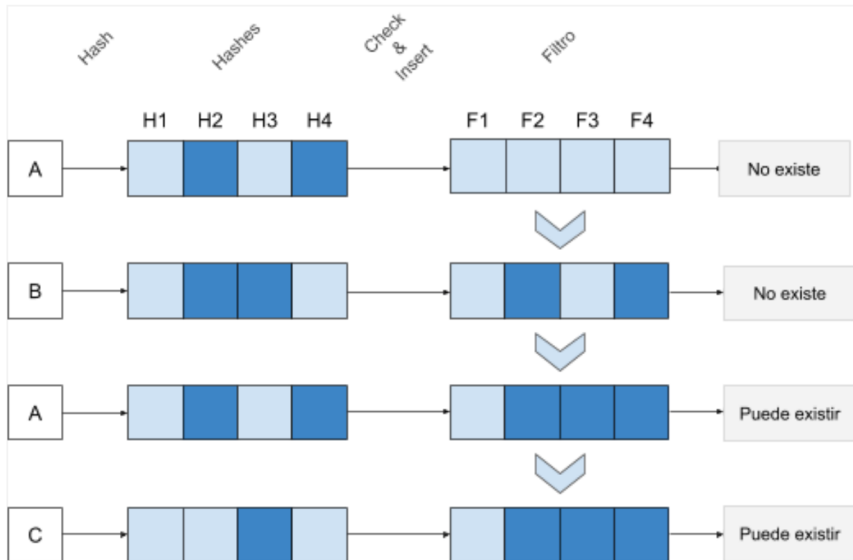 Hash
Hashes
Check
&
Insert
Filtro
H1 H2 H3 H4
F1 F2 F3 F4
A
No existe
B
No existe
A
Puede existir
C
Puede existir